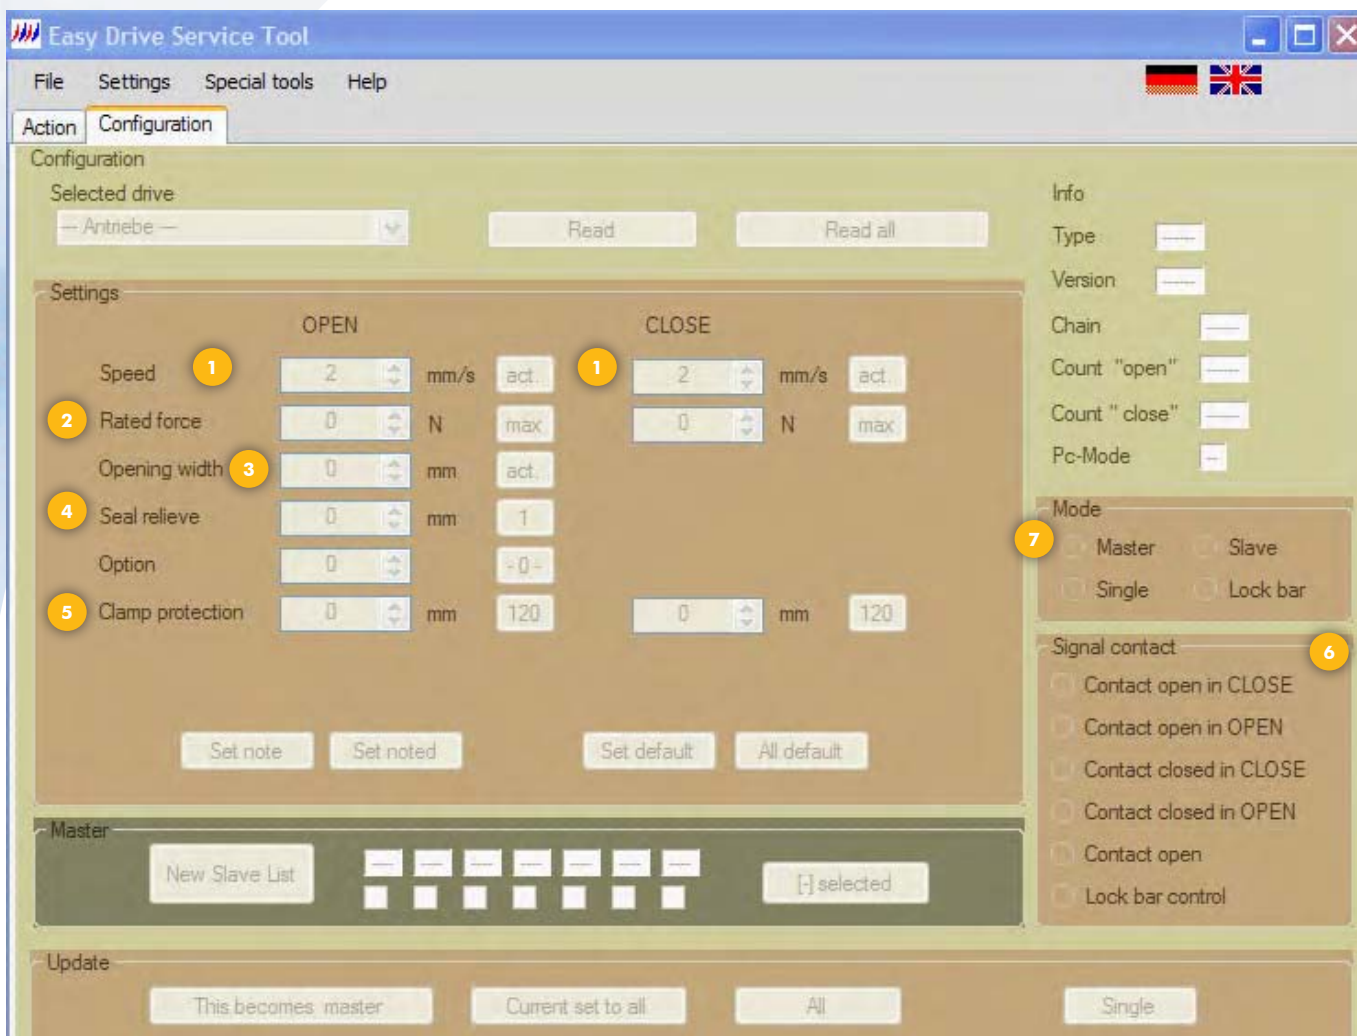 Easy Drive Service Tool
File Settings Special tools Help
Action Configuration
Configuration
Selected drive
-- Antriebe -- Read Read all
Info
Type -----
Version -----
Chain -----
Count "open" -----
Count " close" -----
Pc-Mode --
Settings
OPEN CLOSE
Speed 1 2 mm/s act. 1 2 mm/s act.
2 Rated force 0 N max 0 N max
Opening width 3 0 mm act.
4 Seal relieve 0 mm 1
Option 0 - 0 -
5 Clamp protection 0 mm 120 0 mm 120
Set note Set noted Set default All default
Mode
7 Master Slave
Single Lock bar
Signal contact 6
Contact open in CLOSE
Contact open in OPEN
Contact closed in CLOSE
Contact closed in OPEN
Contact open
Lock bar control
Master
New Slave List ---- ---- ---- ---- ---- ---- ---- [-] selected
Update
This becomes master Current set to all All Single